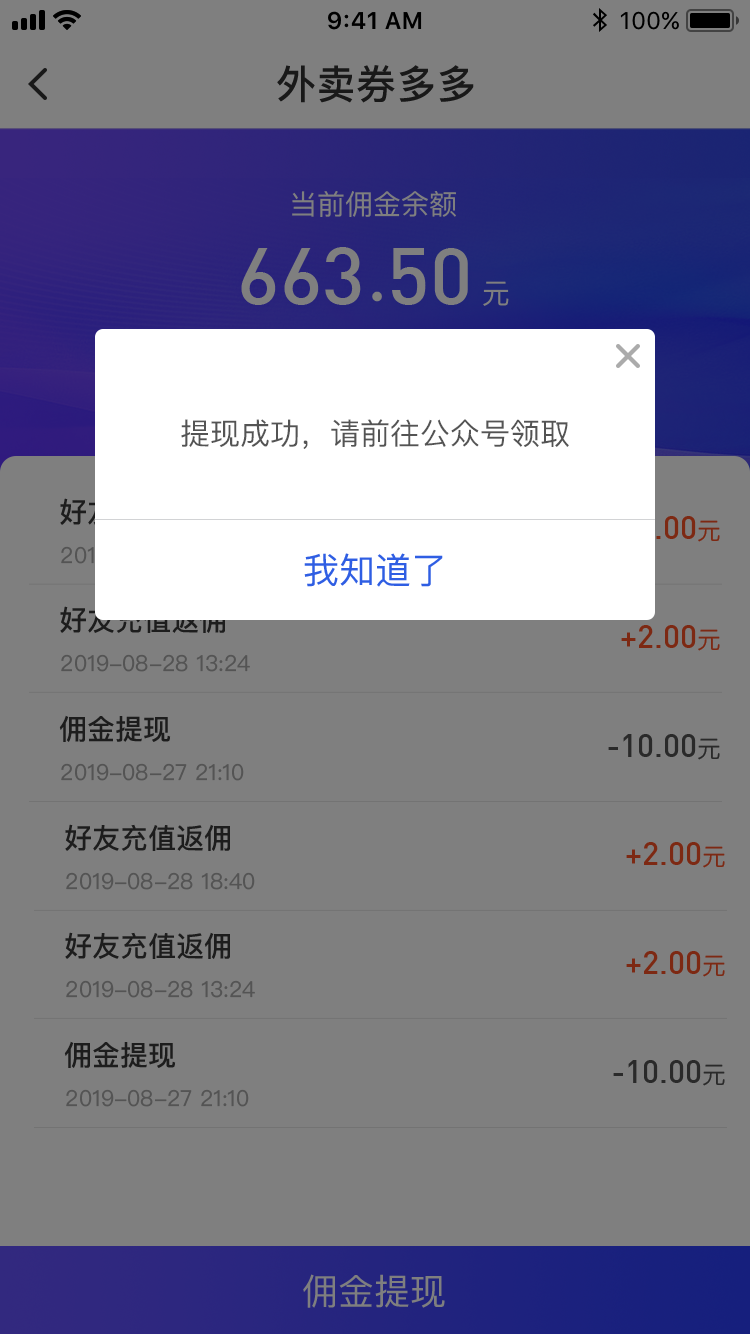 9:41 AM
100%
外卖券多多
当前佣金余额
663.50 元
提现成功，请前往公众号领取
我知道了
好友
.00元
201
好友充值返佣
+2.00元
2019-08-28 13:24
佣金提现
-10.00元
2019-08-27 21:10
好友充值返佣
+2.00元
2019-08-28 18:40
好友充值返佣
+2.00元
2019-08-28 13:24
佣金提现
-10.00元
2019-08-27 21:10
佣金提现